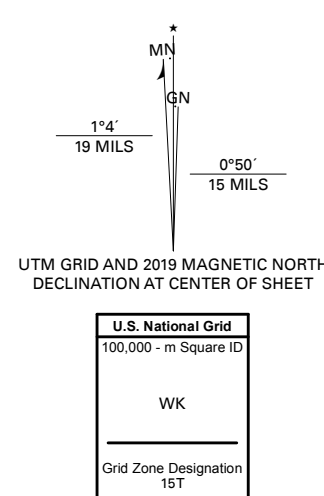 ★
MN
GN
1°4´
19 MILS
0°50´
15 MILS
UTM GRID AND 2019 MAGNETIC NORTH
DECLINATION AT CENTER OF SHEET
U.S. National Grid
100,000 - m Square ID
WK
Grid Zone Designation
15T